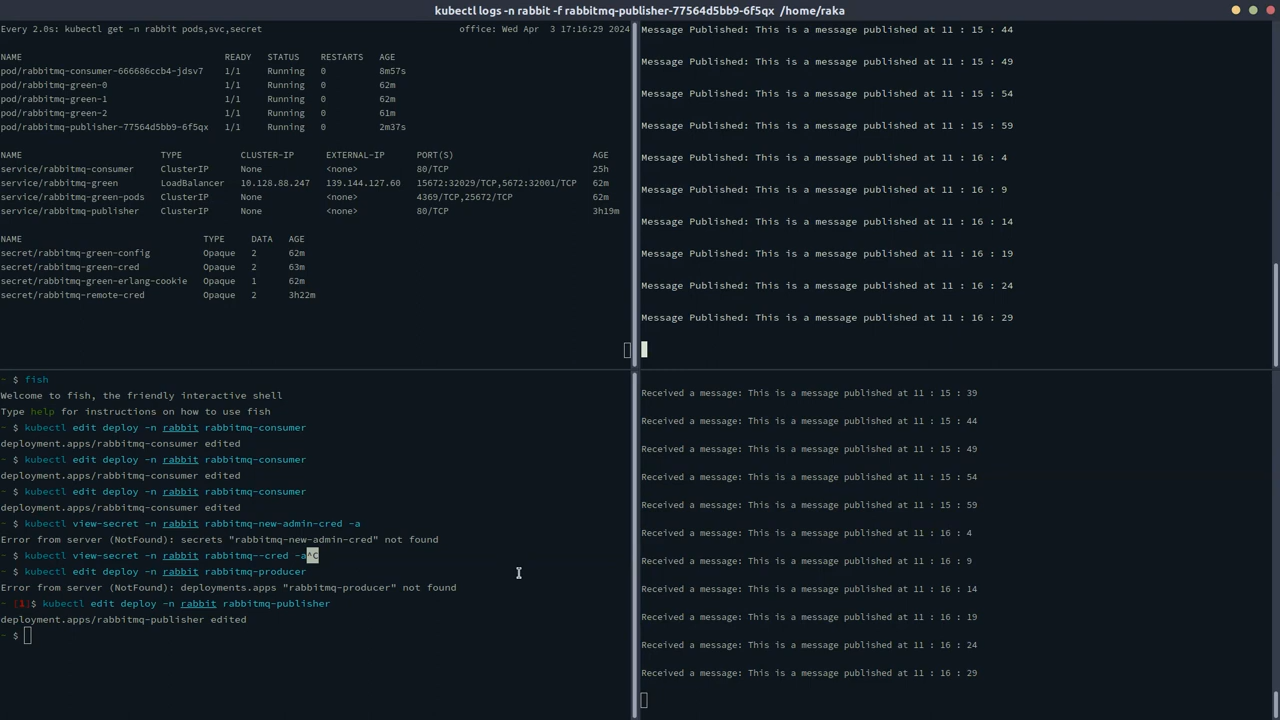 kubectl logs -n rabbit -f rabbitmq-publisher-77564d5bb9-6f5qx /home/raka
Every 2.0s: kubectl get -n rabbit pods,svc,secret office: Wed Apr 3 17:16:29 2024
NAME READY STATUS RESTARTS AGE
pod/rabbitmq-consumer-666686ccb4-jdsv7 1/1 Running 0 8m57s
pod/rabbitmq-green-0 1/1 Running 0 62m
pod/rabbitmq-green-1 1/1 Running 0 62m
pod/rabbitmq-green-2 1/1 Running 0 61m
pod/rabbitmq-publisher-77564d5bb9-6f5qx 1/1 Running 0 2m37s
NAME TYPE CLUSTER-IP EXTERNAL-IP PORT(S) AGE
service/rabbitmq-consumer ClusterIP None <none> 80/TCP 25h
service/rabbitmq-green LoadBalancer 10.128.88.247 139.144.127.60 15672:32029/TCP,5672:32001/TCP 62m
service/rabbitmq-green-pods ClusterIP None <none> 4369/TCP,25672/TCP 62m
service/rabbitmq-publisher ClusterIP None <none> 80/TCP 3h19m
NAME TYPE DATA AGE
secret/rabbitmq-green-config Opaque 2 62m
secret/rabbitmq-green-cred Opaque 2 63m
secret/rabbitmq-green-erlang-cookie Opaque 1 62m
secret/rabbitmq-remote-cred Opaque 2 3h22m
Message Published: This is a message published at 11 : 15 : 44
Message Published: This is a message published at 11 : 15 : 49
Message Published: This is a message published at 11 : 15 : 54
Message Published: This is a message published at 11 : 15 : 59
Message Published: This is a message published at 11 : 16 : 4
Message Published: This is a message published at 11 : 16 : 9
Message Published: This is a message published at 11 : 16 : 14
Message Published: This is a message published at 11 : 16 : 19
Message Published: This is a message published at 11 : 16 : 24
Message Published: This is a message published at 11 : 16 : 29
~ $ fish
Welcome to fish, the friendly interactive shell
Type help for instructions on how to use fish
~ $ kubectl edit deploy -n rabbit rabbitmq-consumer
deployment.apps/rabbitmq-consumer edited
~ $ kubectl edit deploy -n rabbit rabbitmq-consumer
deployment.apps/rabbitmq-consumer edited
~ $ kubectl edit deploy -n rabbit rabbitmq-consumer
deployment.apps/rabbitmq-consumer edited
~ $ kubectl view-secret -n rabbit rabbitmq-new-admin-cred -a
Error from server (NotFound): secrets "rabbitmq-new-admin-cred" not found
~ $ kubectl view-secret -n rabbit rabbitmq--cred -a^C
~ $ kubectl edit deploy -n rabbit rabbitmq-producer
Error from server (NotFound): deployments.apps "rabbitmq-producer" not found
~ [1]$ kubectl edit deploy -n rabbit rabbitmq-publisher
deployment.apps/rabbitmq-publisher edited
~ $
Received a message: This is a message published at 11 : 15 : 39
Received a message: This is a message published at 11 : 15 : 44
Received a message: This is a message published at 11 : 15 : 49
Received a message: This is a message published at 11 : 15 : 54
Received a message: This is a message published at 11 : 15 : 59
Received a message: This is a message published at 11 : 16 : 4
Received a message: This is a message published at 11 : 16 : 9
Received a message: This is a message published at 11 : 16 : 14
Received a message: This is a message published at 11 : 16 : 19
Received a message: This is a message published at 11 : 16 : 24
Received a message: This is a message published at 11 : 16 : 29